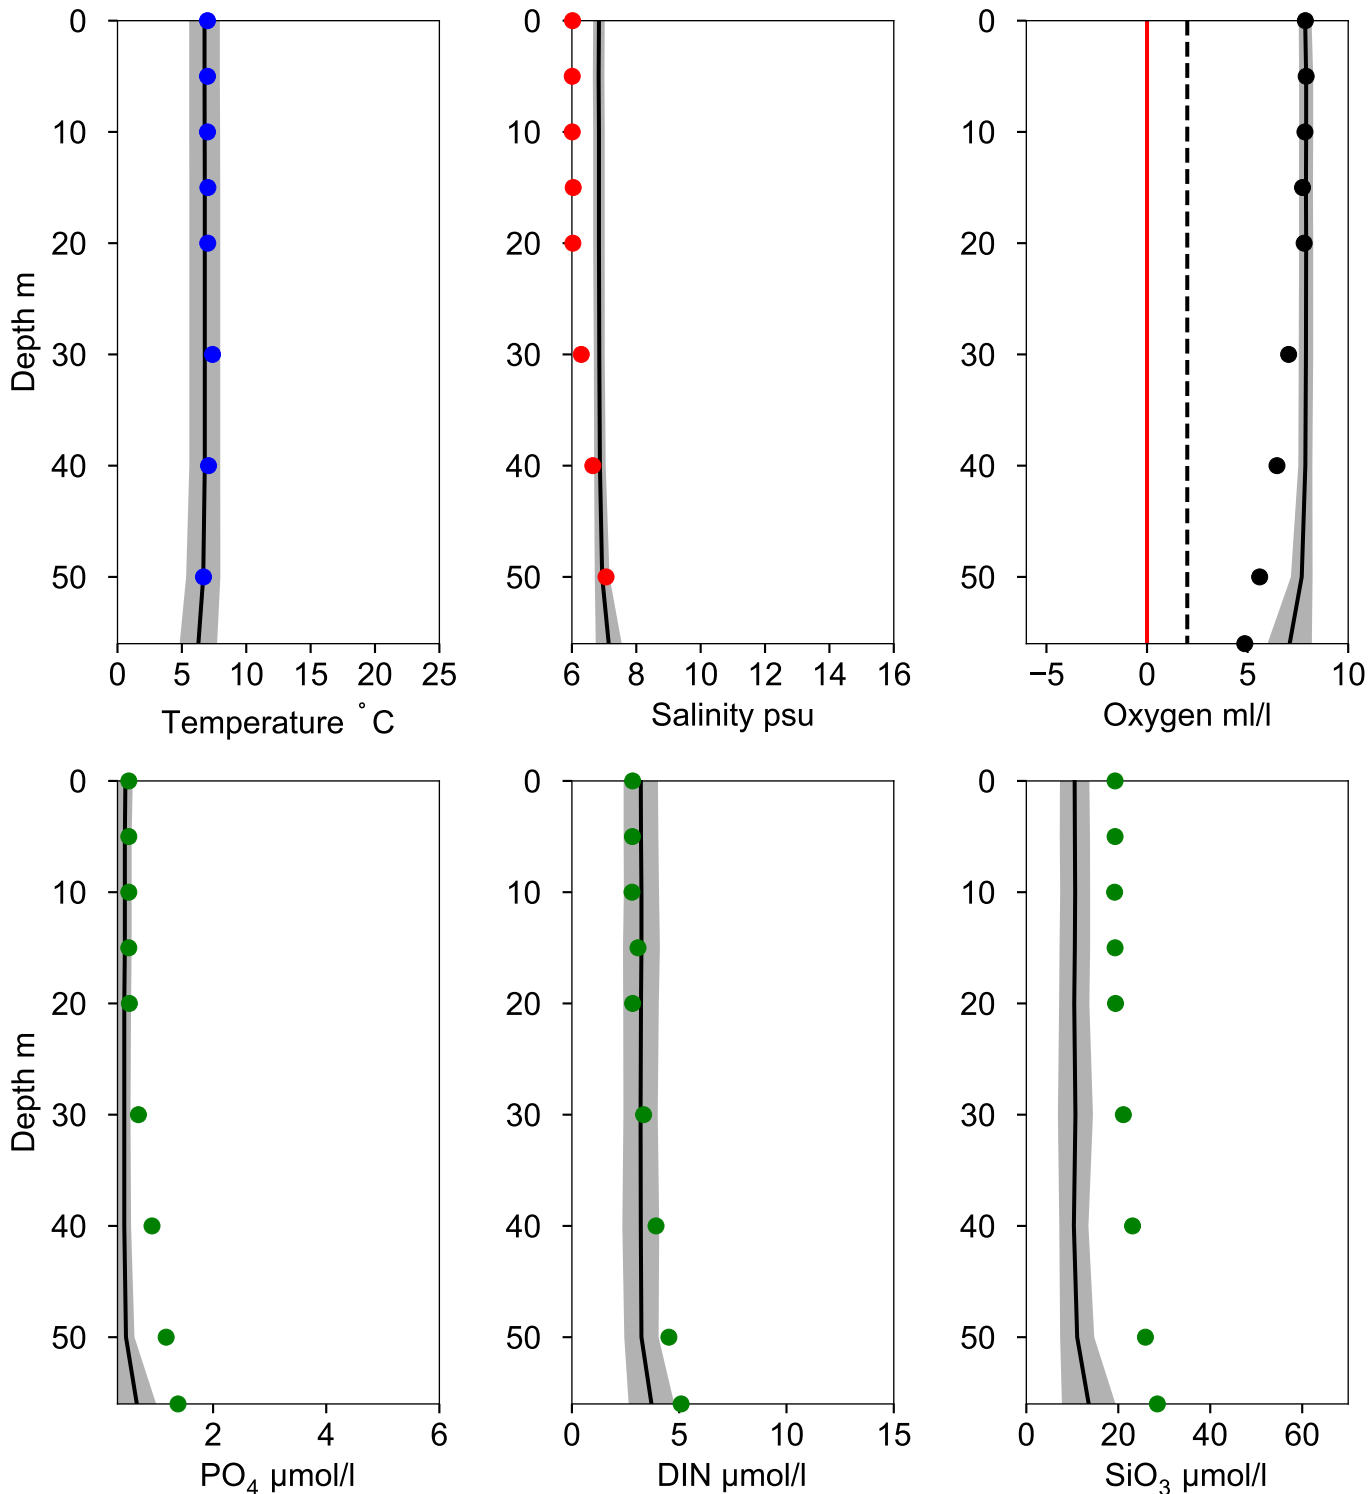 0
10
20
30
40
50
Depth m
0 5 10 15 20 25
Temperature ° C
0
10
20
30
40
50
6 8 10 12 14 16
Salinity psu
0
10
20
30
40
50
−5 0 5 10
Oxygen ml/l
0
10
20
30
40
50
Depth m
2 4 6
PO₄ µmol/l
0
10
20
30
40
50
0 5 10 15
DIN µmol/l
0
10
20
30
40
50
0 20 40 60
SiO₃ µmol/l